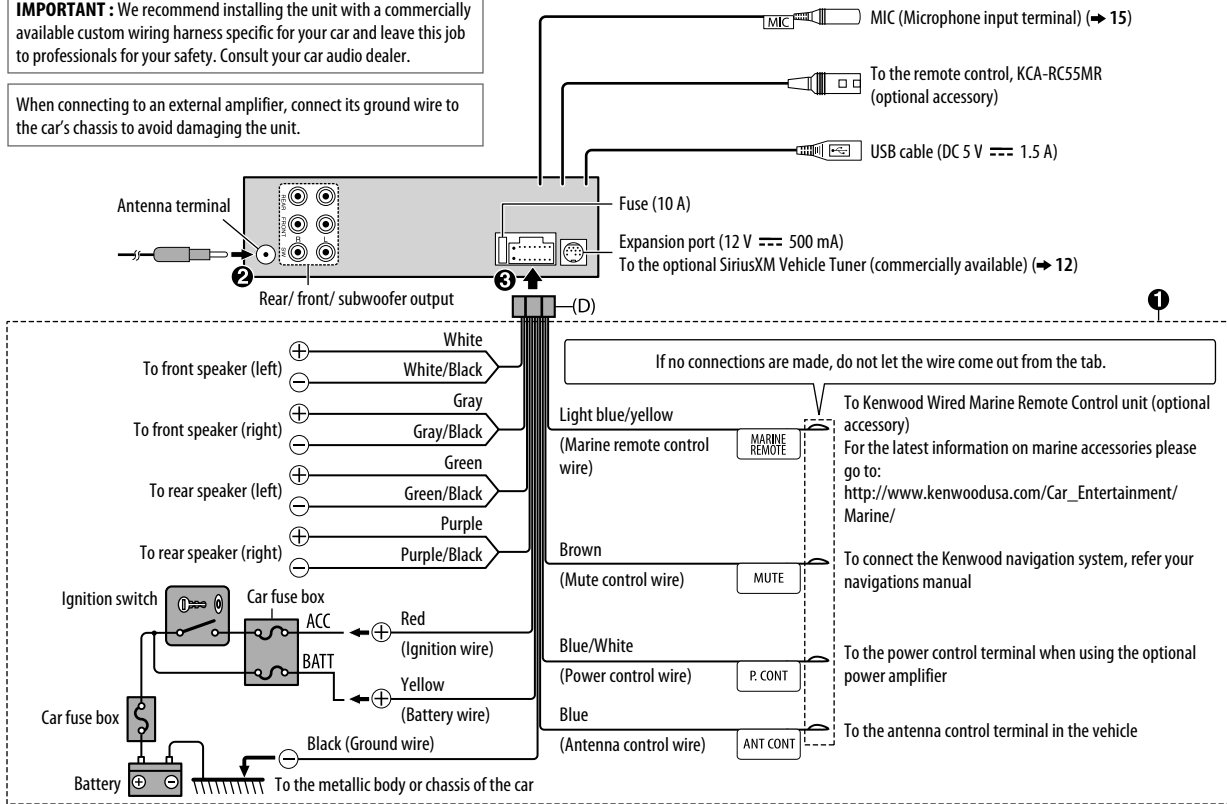 IMPORTANT : We recommend installing the unit with a commercially
available custom wiring harness specific for your car and leave this job
to professionals for your safety. Consult your car audio dealer.
When connecting to an external amplifier, connect its ground wire to
the car's chassis to avoid damaging the unit.
MIC
MIC (Microphone input terminal) (➜ 15)
To the remote control, KCA-RC55MR
(optional accessory)
USB cable (DC 5 V ⎓ 1.5 A)
Antenna terminal
REAR
FRONT
SW
R
L
Fuse (10 A)
Expansion port (12 V ⎓ 500 mA)
To the optional SiriusXM Vehicle Tuner (commercially available) (➜ 12)
❷
❸
Rear/ front/ subwoofer output
(D)
❶
If no connections are made, do not let the wire come out from the tab.
To front speaker (left)
⊕
White
⊖
White/Black
To front speaker (right)
⊕
Gray
⊖
Gray/Black
To rear speaker (left)
⊕
Green
⊖
Green/Black
To rear speaker (right)
⊕
Purple
⊖
Purple/Black
Ignition switch
Car fuse box
ACC
⊕
Red
(Ignition wire)
BATT
⊕
Yellow
(Battery wire)
Car fuse box
Black (Ground wire)
⊖
Battery
⊕ ⊖
To the metallic body or chassis of the car
Light blue/yellow
(Marine remote control
wire)
MARINE
REMOTE
To Kenwood Wired Marine Remote Control unit (optional
accessory)
For the latest information on marine accessories please
go to:
http://www.kenwoodusa.com/Car_Entertainment/
Marine/
Brown
(Mute control wire)
MUTE
To connect the Kenwood navigation system, refer your
navigations manual
Blue/White
(Power control wire)
P. CONT
To the power control terminal when using the optional
power amplifier
Blue
(Antenna control wire)
ANT CONT
To the antenna control terminal in the vehicle